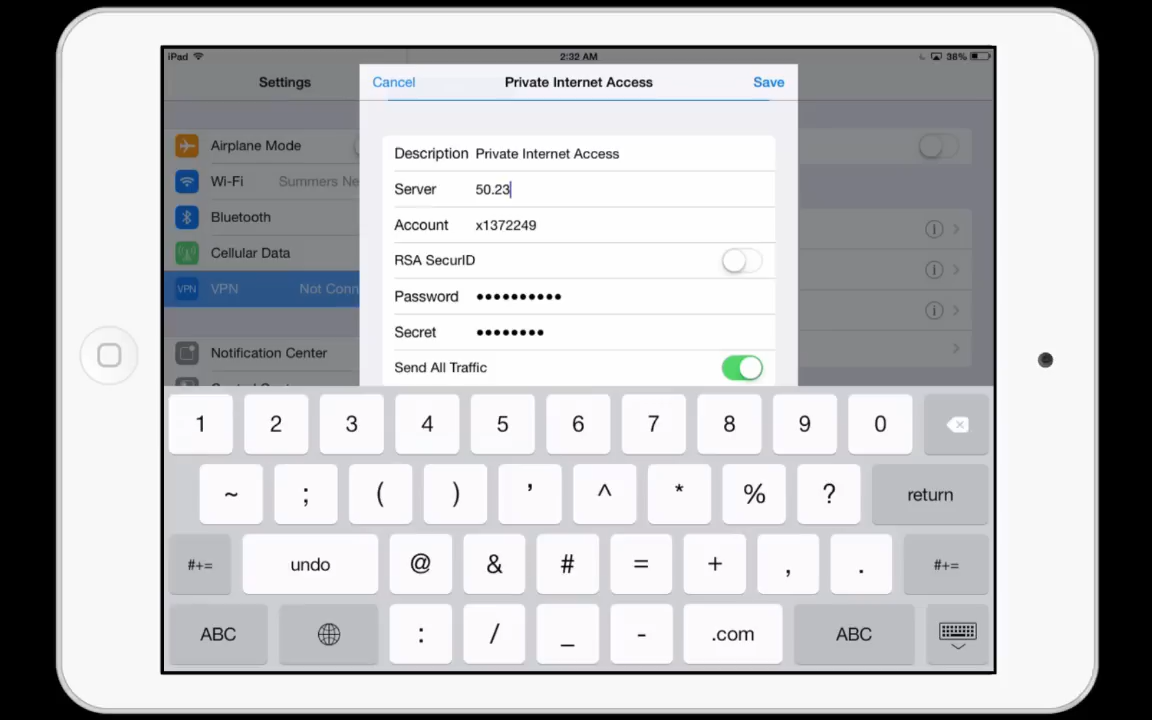 iPad 2:32 AM 38%
Settings
Cancel Private Internet Access Save
Airplane Mode
Wi-Fi Summers Ne
Bluetooth
Cellular Data
VPN VPN Not Conn
Notification Center
Description Private Internet Access
Server 50.23
Account x1372249
RSA SecurID
Password ••••••••••
Secret ••••••••
Send All Traffic
1 2 3 4 5 6 7 8 9 0
~ ; ( ) ’ ^ * % ? return
#+= undo @ & # = + , . #+=
ABC : / _ - .com ABC